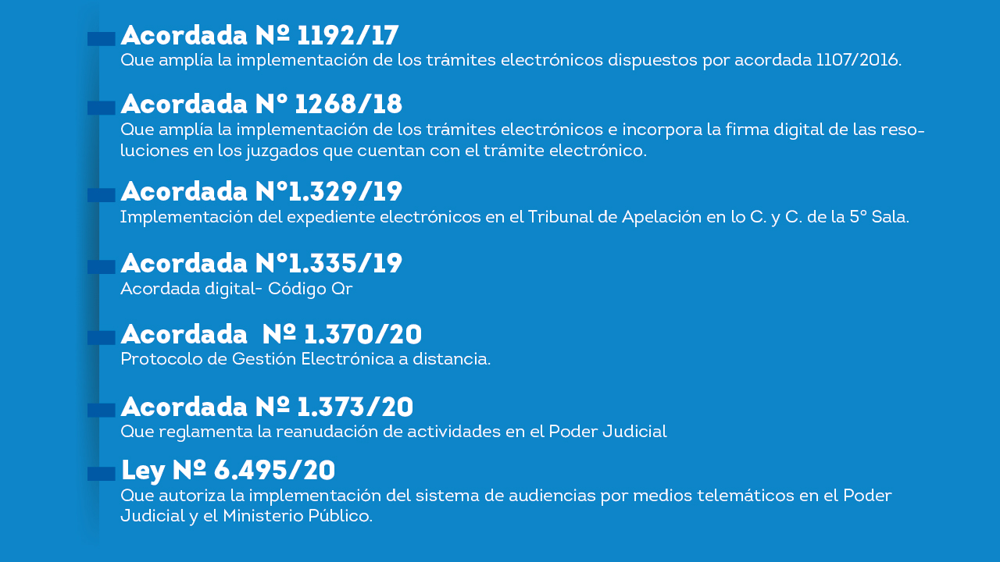 Acordada Nº 1192/17
Que amplía la implementación de los trámites electrónicos dispuestos por acordada 1107/2016.
Acordada N° 1268/18
Que amplía la implementación de los trámites electrónicos e incorpora la firma digital de las reso-
luciones en los juzgados que cuentan con el trámite electrónico.
Acordada N°1.329/19
Implementación del expediente electrónicos en el Tribunal de Apelación en lo C. y C. de la 5° Sala.
Acordada N°1.335/19
Acordada digital- Código Qr
Acordada  Nº 1.370/20
Protocolo de Gestión Electrónica a distancia.
Acordada Nº 1.373/20
Que reglamenta la reanudación de actividades en el Poder Judicial
Ley Nº 6.495/20
Que autoriza la implementación del sistema de audiencias por medios telemáticos en el Poder
Judicial y el Ministerio Público.